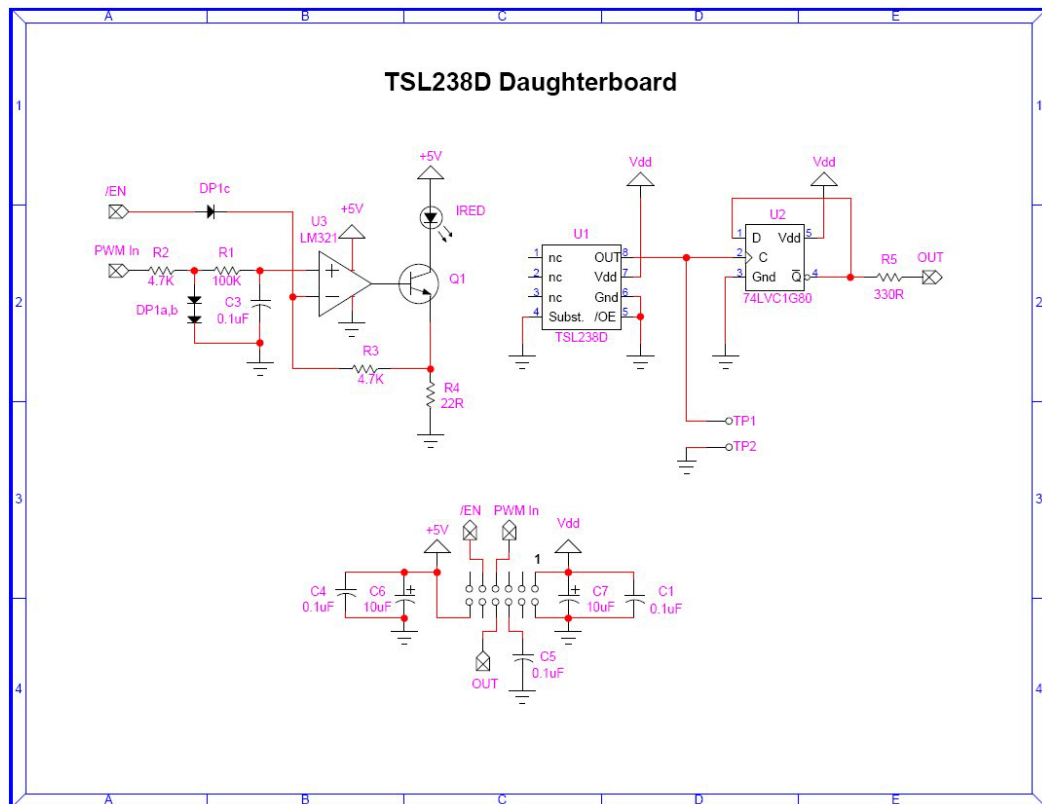 A B C D E
TSL238D Daughterboard
1 1
+5V
Vdd Vdd
/EN DP1c
IRED
U3 +5V
LM321
U2
PWM In R2 R1
4.7K 100K
Q1
U1
1 nc OUT 8
2 nc Vdd 7
3 nc Gnd 6
4 Subst. /OE 5
TSL238D
1 D Vdd 5
2 C
3 Gnd Q 4
74LVC1G80
R5 OUT
330R
C3
0.1uF
DP1a,b
2 2
R3
4.7K
R4
22R
TP1
TP2
3 3
/EN PWM In
+5V Vdd
1
C4 C6 C7 C1
0.1uF 10uF + + 10uF 0.1uF
C5
0.1uF
OUT
4 4
A B C D E